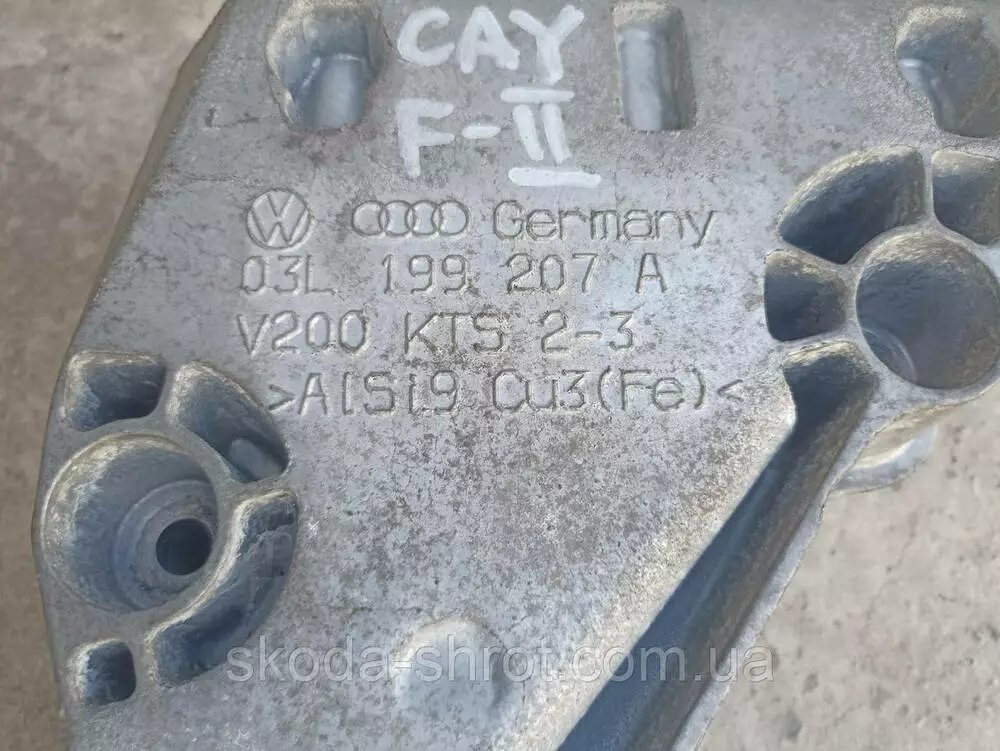 CAY
F-II
Germany
03L 199 207 A
V200 KTS 2-3
>AlSi9 Cu3(Fe)<
skoda-shrot.com.ua